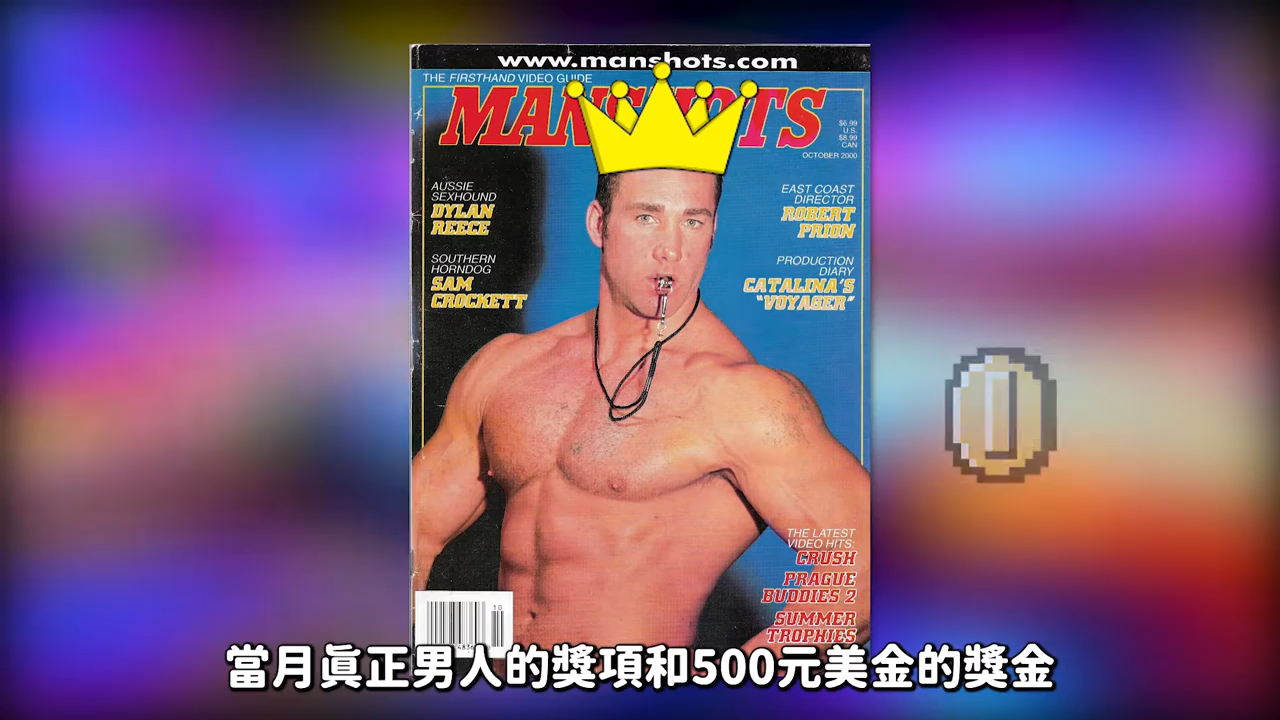 www.manshots.com
THE FIRSTHAND VIDEO GUIDE
$6.99
U.S.
$8.99
CAN
OCTOBER 2000
AUSSIE
SEXHOUND
DYLAN
REECE
SOUTHERN
HORNDOG
SAM
CROCKETT
EAST COAST
DIRECTOR
ROBERT
PRION
PRODUCTION
DIARY
CATALINA'S
"VOYAGER"
THE LATEST
VIDEO HITS:
CRUSH
PRAGUE
BUDDIES 2
SUMMER
TROPHIES
10
當月真正男人的獎項和500元美金的獎金